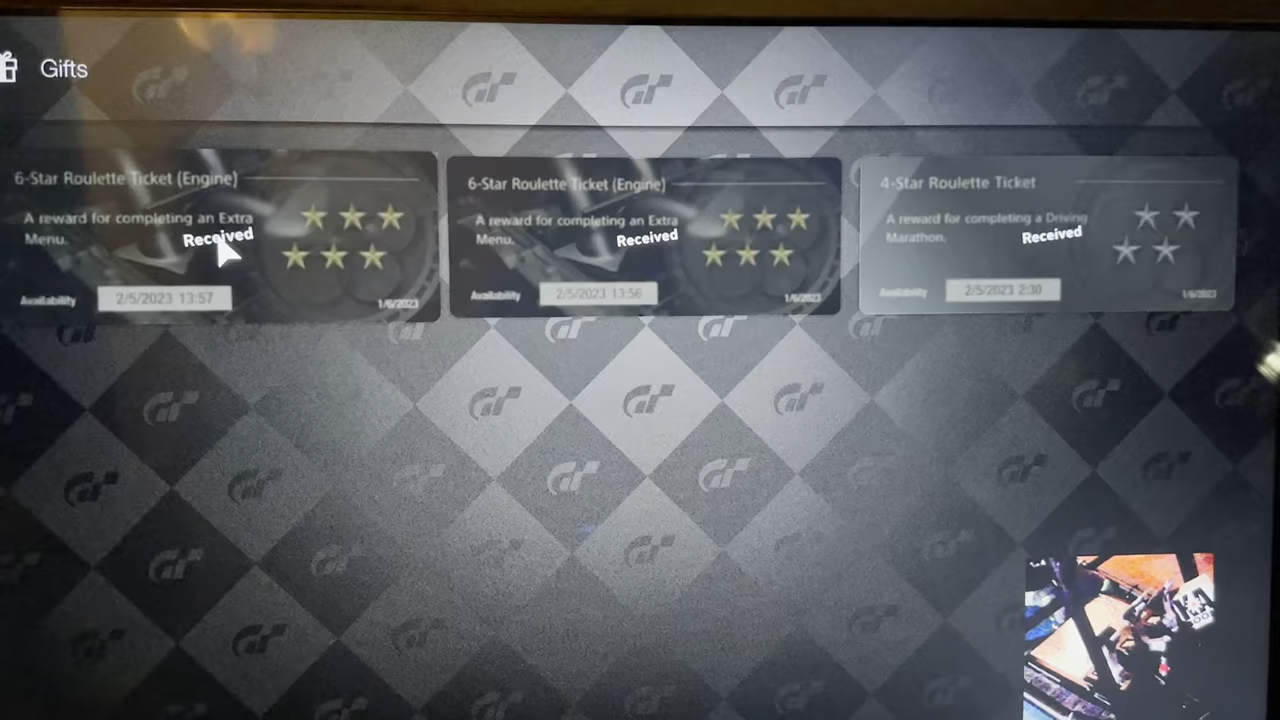 Gifts
6-Star Roulette Ticket (Engine)
A reward for completing an Extra
Menu.
Received
Availability
2/5/2023 13:57
1/6/2023
6-Star Roulette Ticket (Engine)
A reward for completing an Extra
Menu.
Received
Availability
2/5/2023 13:56
1/6/2023
4-Star Roulette Ticket
A reward for completing a Driving
Marathon.
Received
Availability
2/5/2023 2:30
1/6/2023